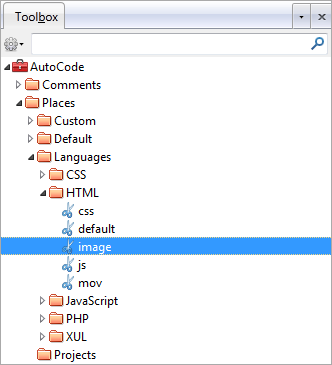 Toolbox
AutoCode
Comments
Places
Custom
Default
Languages
CSS
HTML
css
default
image
js
mov
JavaScript
PHP
XUL
Projects